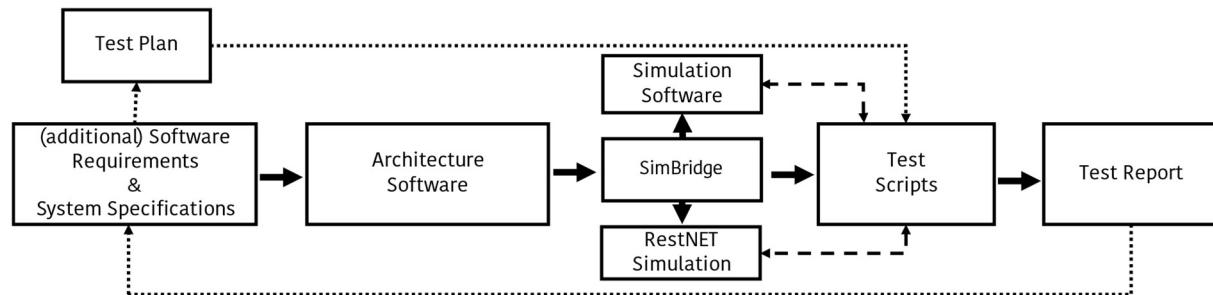 Test Plan
(additional) Software
Requirements
&
System Specifications
Architecture
Software
Simulation
Software
SimBridge
RestNET
Simulation
Test
Scripts
Test Report